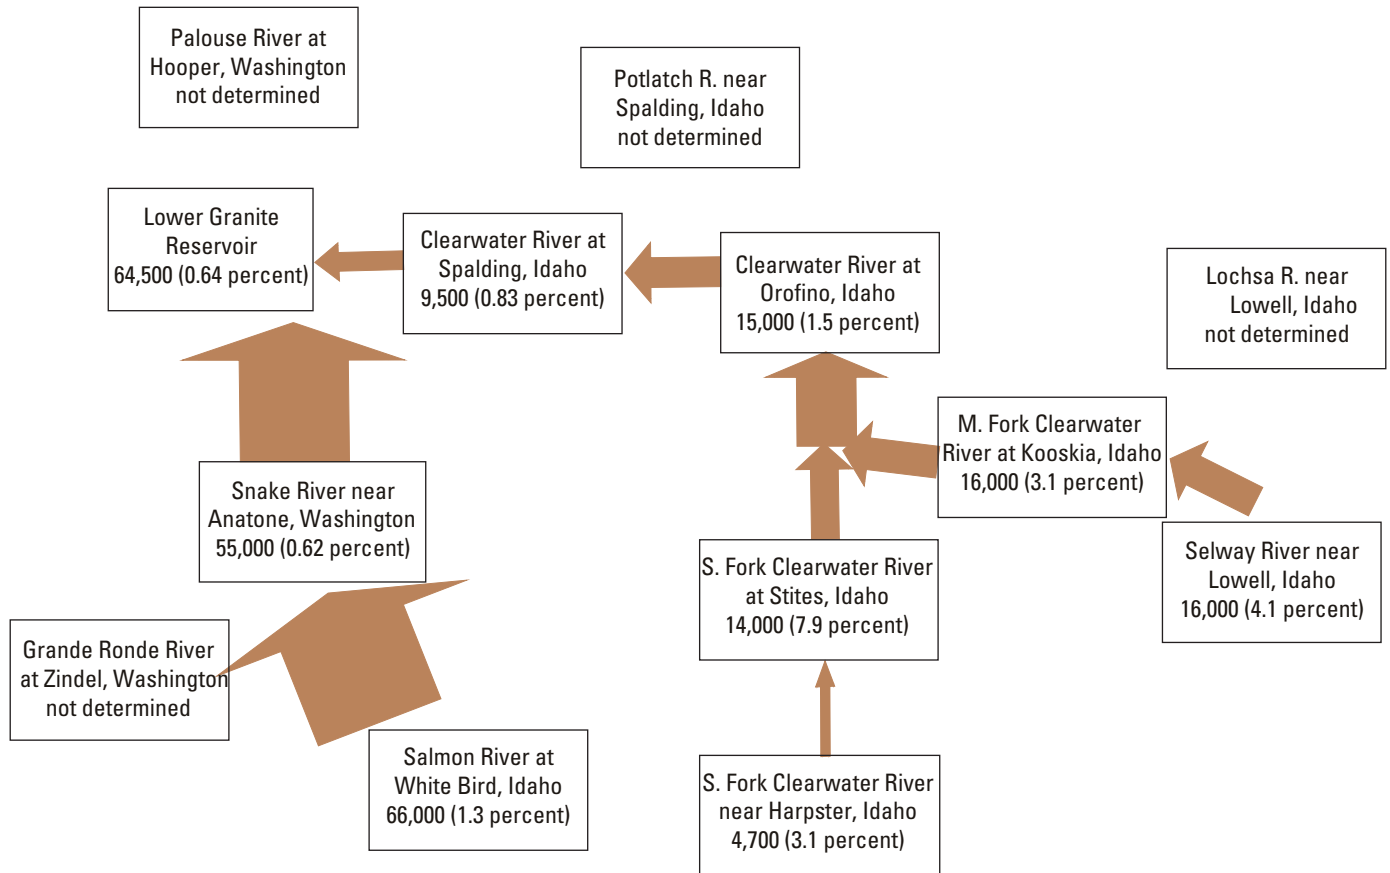 Palouse River at
Hooper, Washington
not determined
Potlatch R. near
Spalding, Idaho
not determined
Lower Granite
Reservoir
64,500 (0.64 percent)
Clearwater River at
Spalding, Idaho
9,500 (0.83 percent)
Clearwater River at
Orofino, Idaho
15,000 (1.5 percent)
Lochsa R. near
Lowell, Idaho
not determined
M. Fork Clearwater
River at Kooskia, Idaho
16,000 (3.1 percent)
Snake River near
Anatone, Washington
55,000 (0.62 percent)
S. Fork Clearwater River
at Stites, Idaho
14,000 (7.9 percent)
Selway River near
Lowell, Idaho
16,000 (4.1 percent)
Grande Ronde River
at Zindel, Washington
not determined
Salmon River at
White Bird, Idaho
66,000 (1.3 percent)
S. Fork Clearwater River
near Harpster, Idaho
4,700 (3.1 percent)